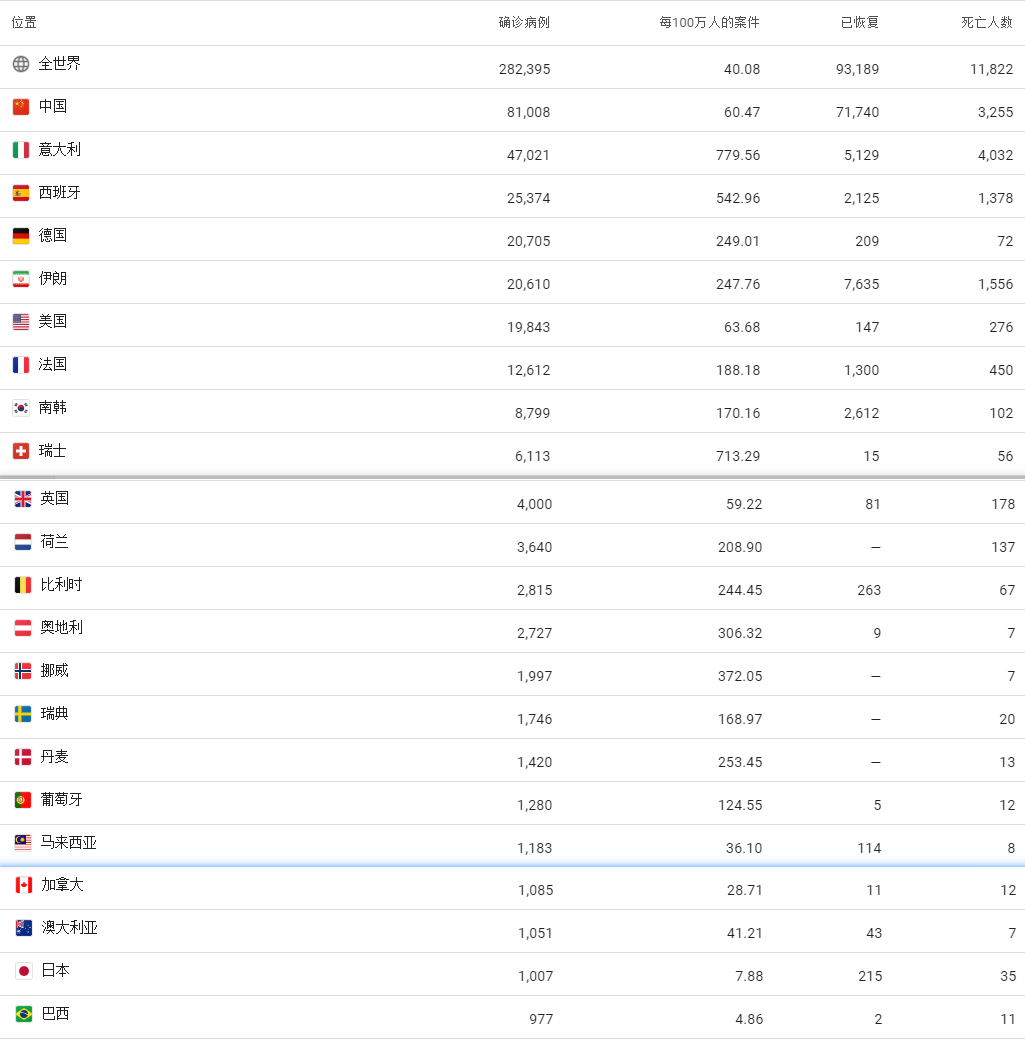 位置 确诊病例 每100万人的案件 已恢复 死亡人数
全世界 282,395 40.08 93,189 11,822
中国 81,008 60.47 71,740 3,255
意大利 47,021 779.56 5,129 4,032
西班牙 25,374 542.96 2,125 1,378
德国 20,705 249.01 209 72
伊朗 20,610 247.76 7,635 1,556
美国 19,843 63.68 147 276
法国 12,612 188.18 1,300 450
南韩 8,799 170.16 2,612 102
瑞士 6,113 713.29 15 56
英国 4,000 59.22 81 178
荷兰 3,640 208.90 — 137
比利时 2,815 244.45 263 67
奥地利 2,727 306.32 9 7
挪威 1,997 372.05 — 7
瑞典 1,746 168.97 — 20
丹麦 1,420 253.45 — 13
葡萄牙 1,280 124.55 5 12
马来西亚 1,183 36.10 114 8
加拿大 1,085 28.71 11 12
澳大利亚 1,051 41.21 43 7
日本 1,007 7.88 215 35
巴西 977 4.86 2 11